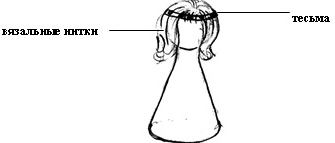 тесьма
вязальные нитки